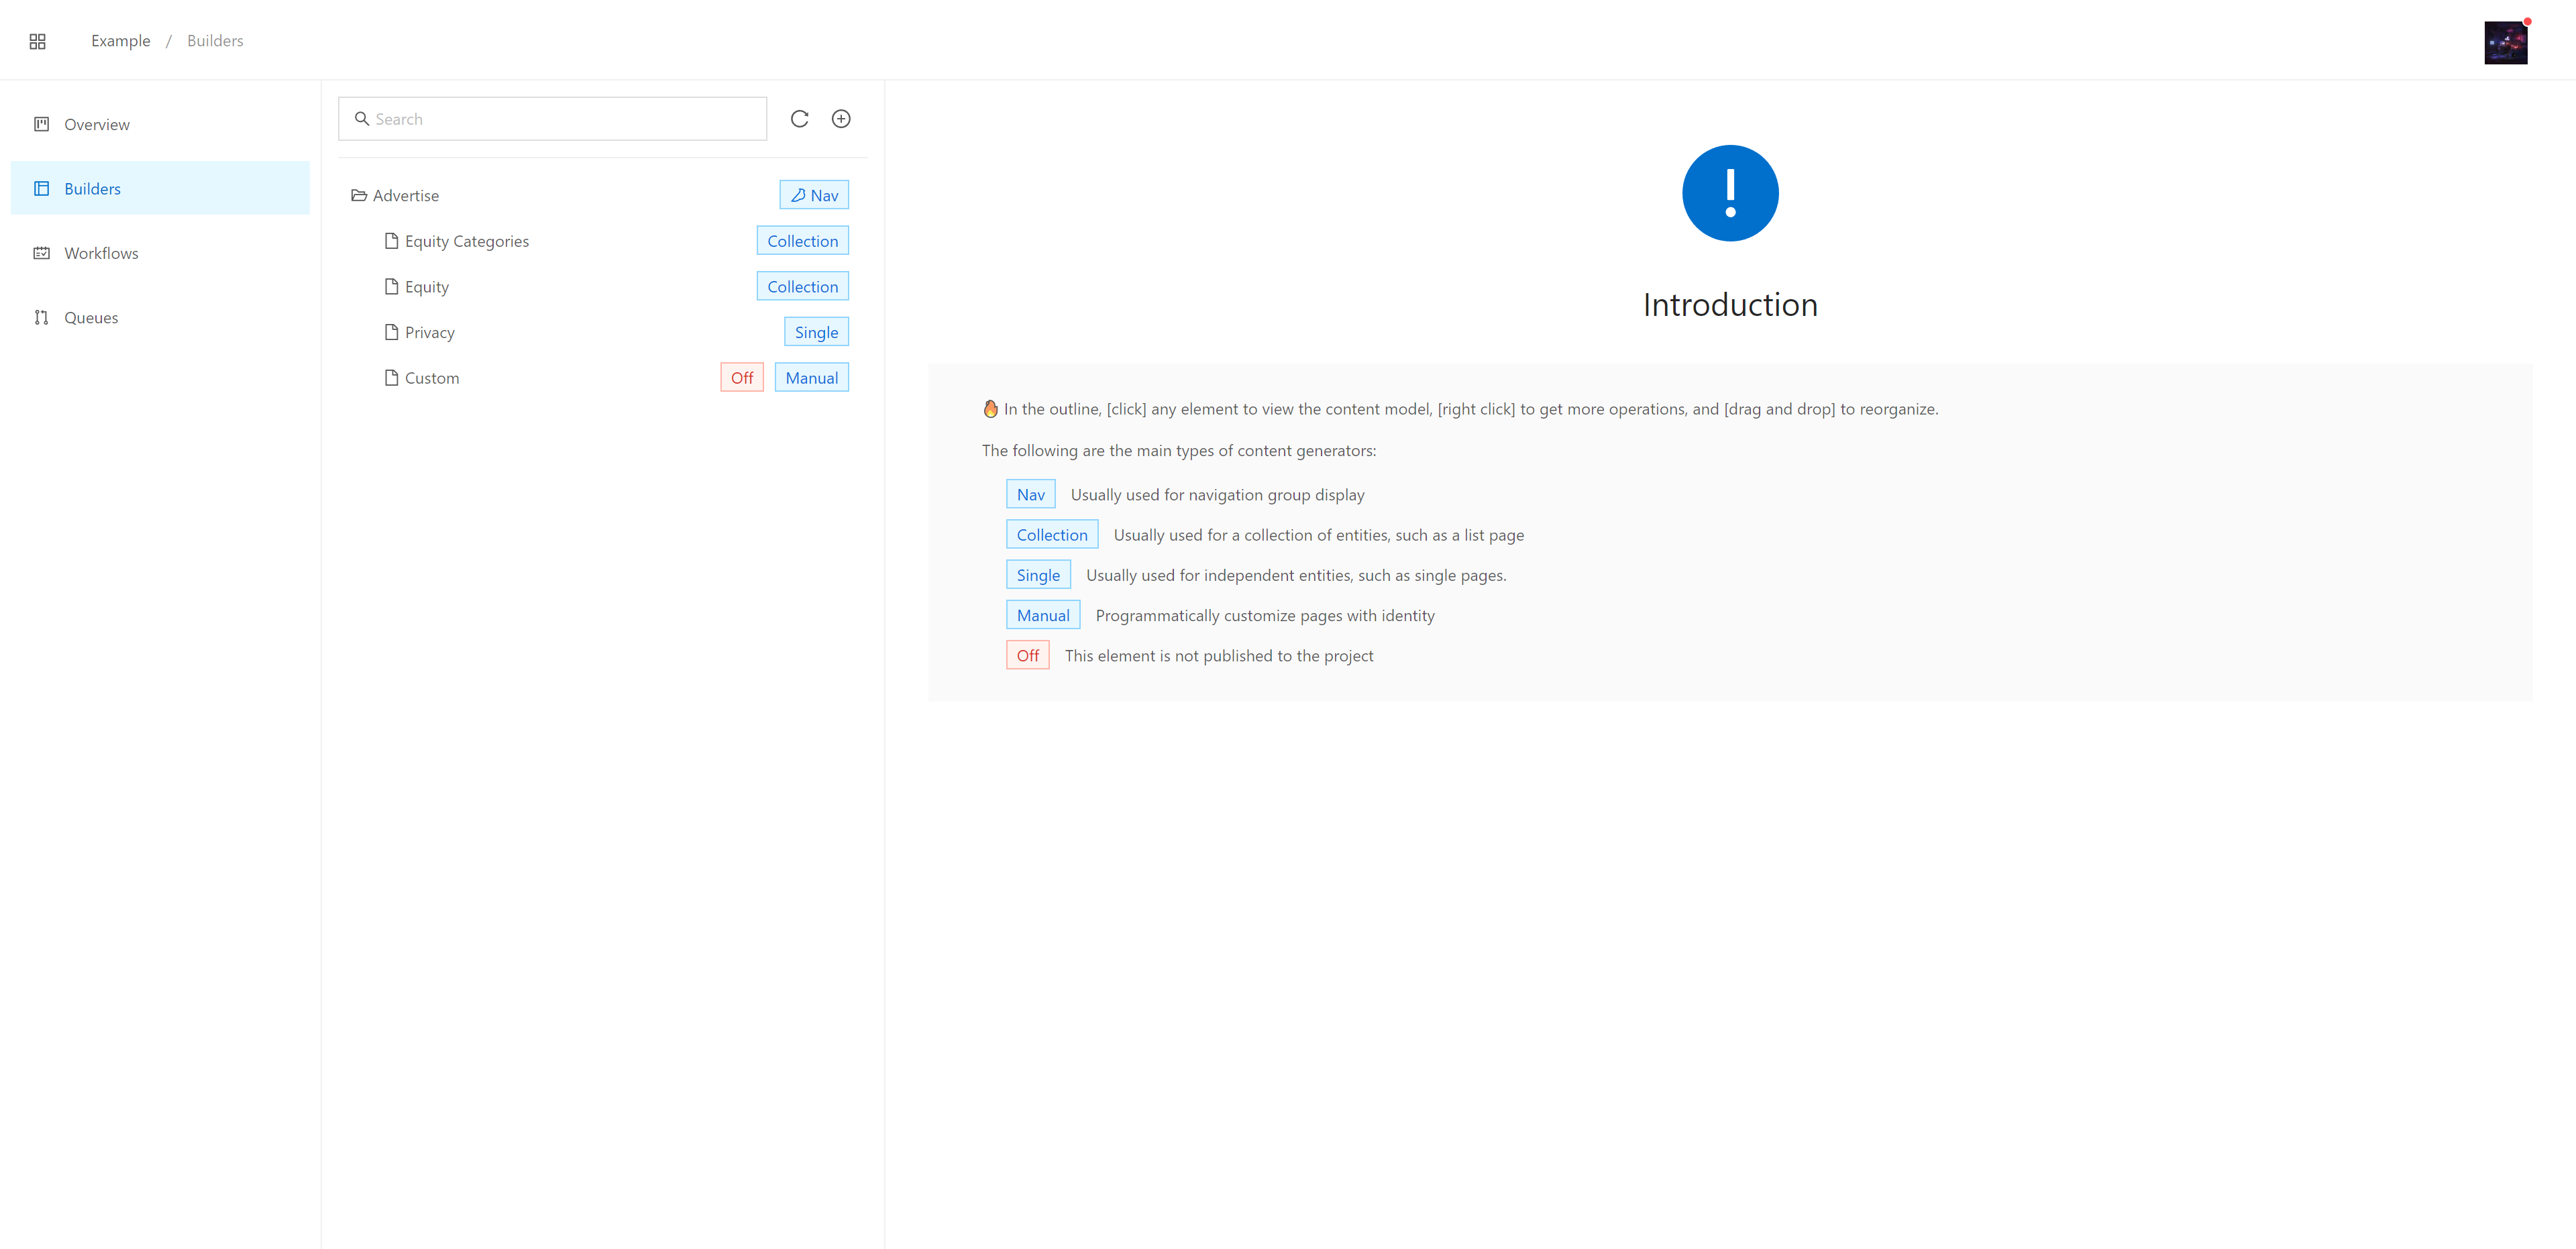 Example / Builders
Overview
Builders
Workflows
Queues
Search
Advertise Nav
Equity Categories Collection
Equity Collection
Privacy Single
Custom Off Manual
Introduction
🔥 In the outline, [click] any element to view the content model, [right click] to get more operations, and [drag and drop] to reorganize.
The following are the main types of content generators:
Nav Usually used for navigation group display
Collection Usually used for a collection of entities, such as a list page
Single Usually used for independent entities, such as single pages.
Manual Programmatically customize pages with identity
Off This element is not published to the project